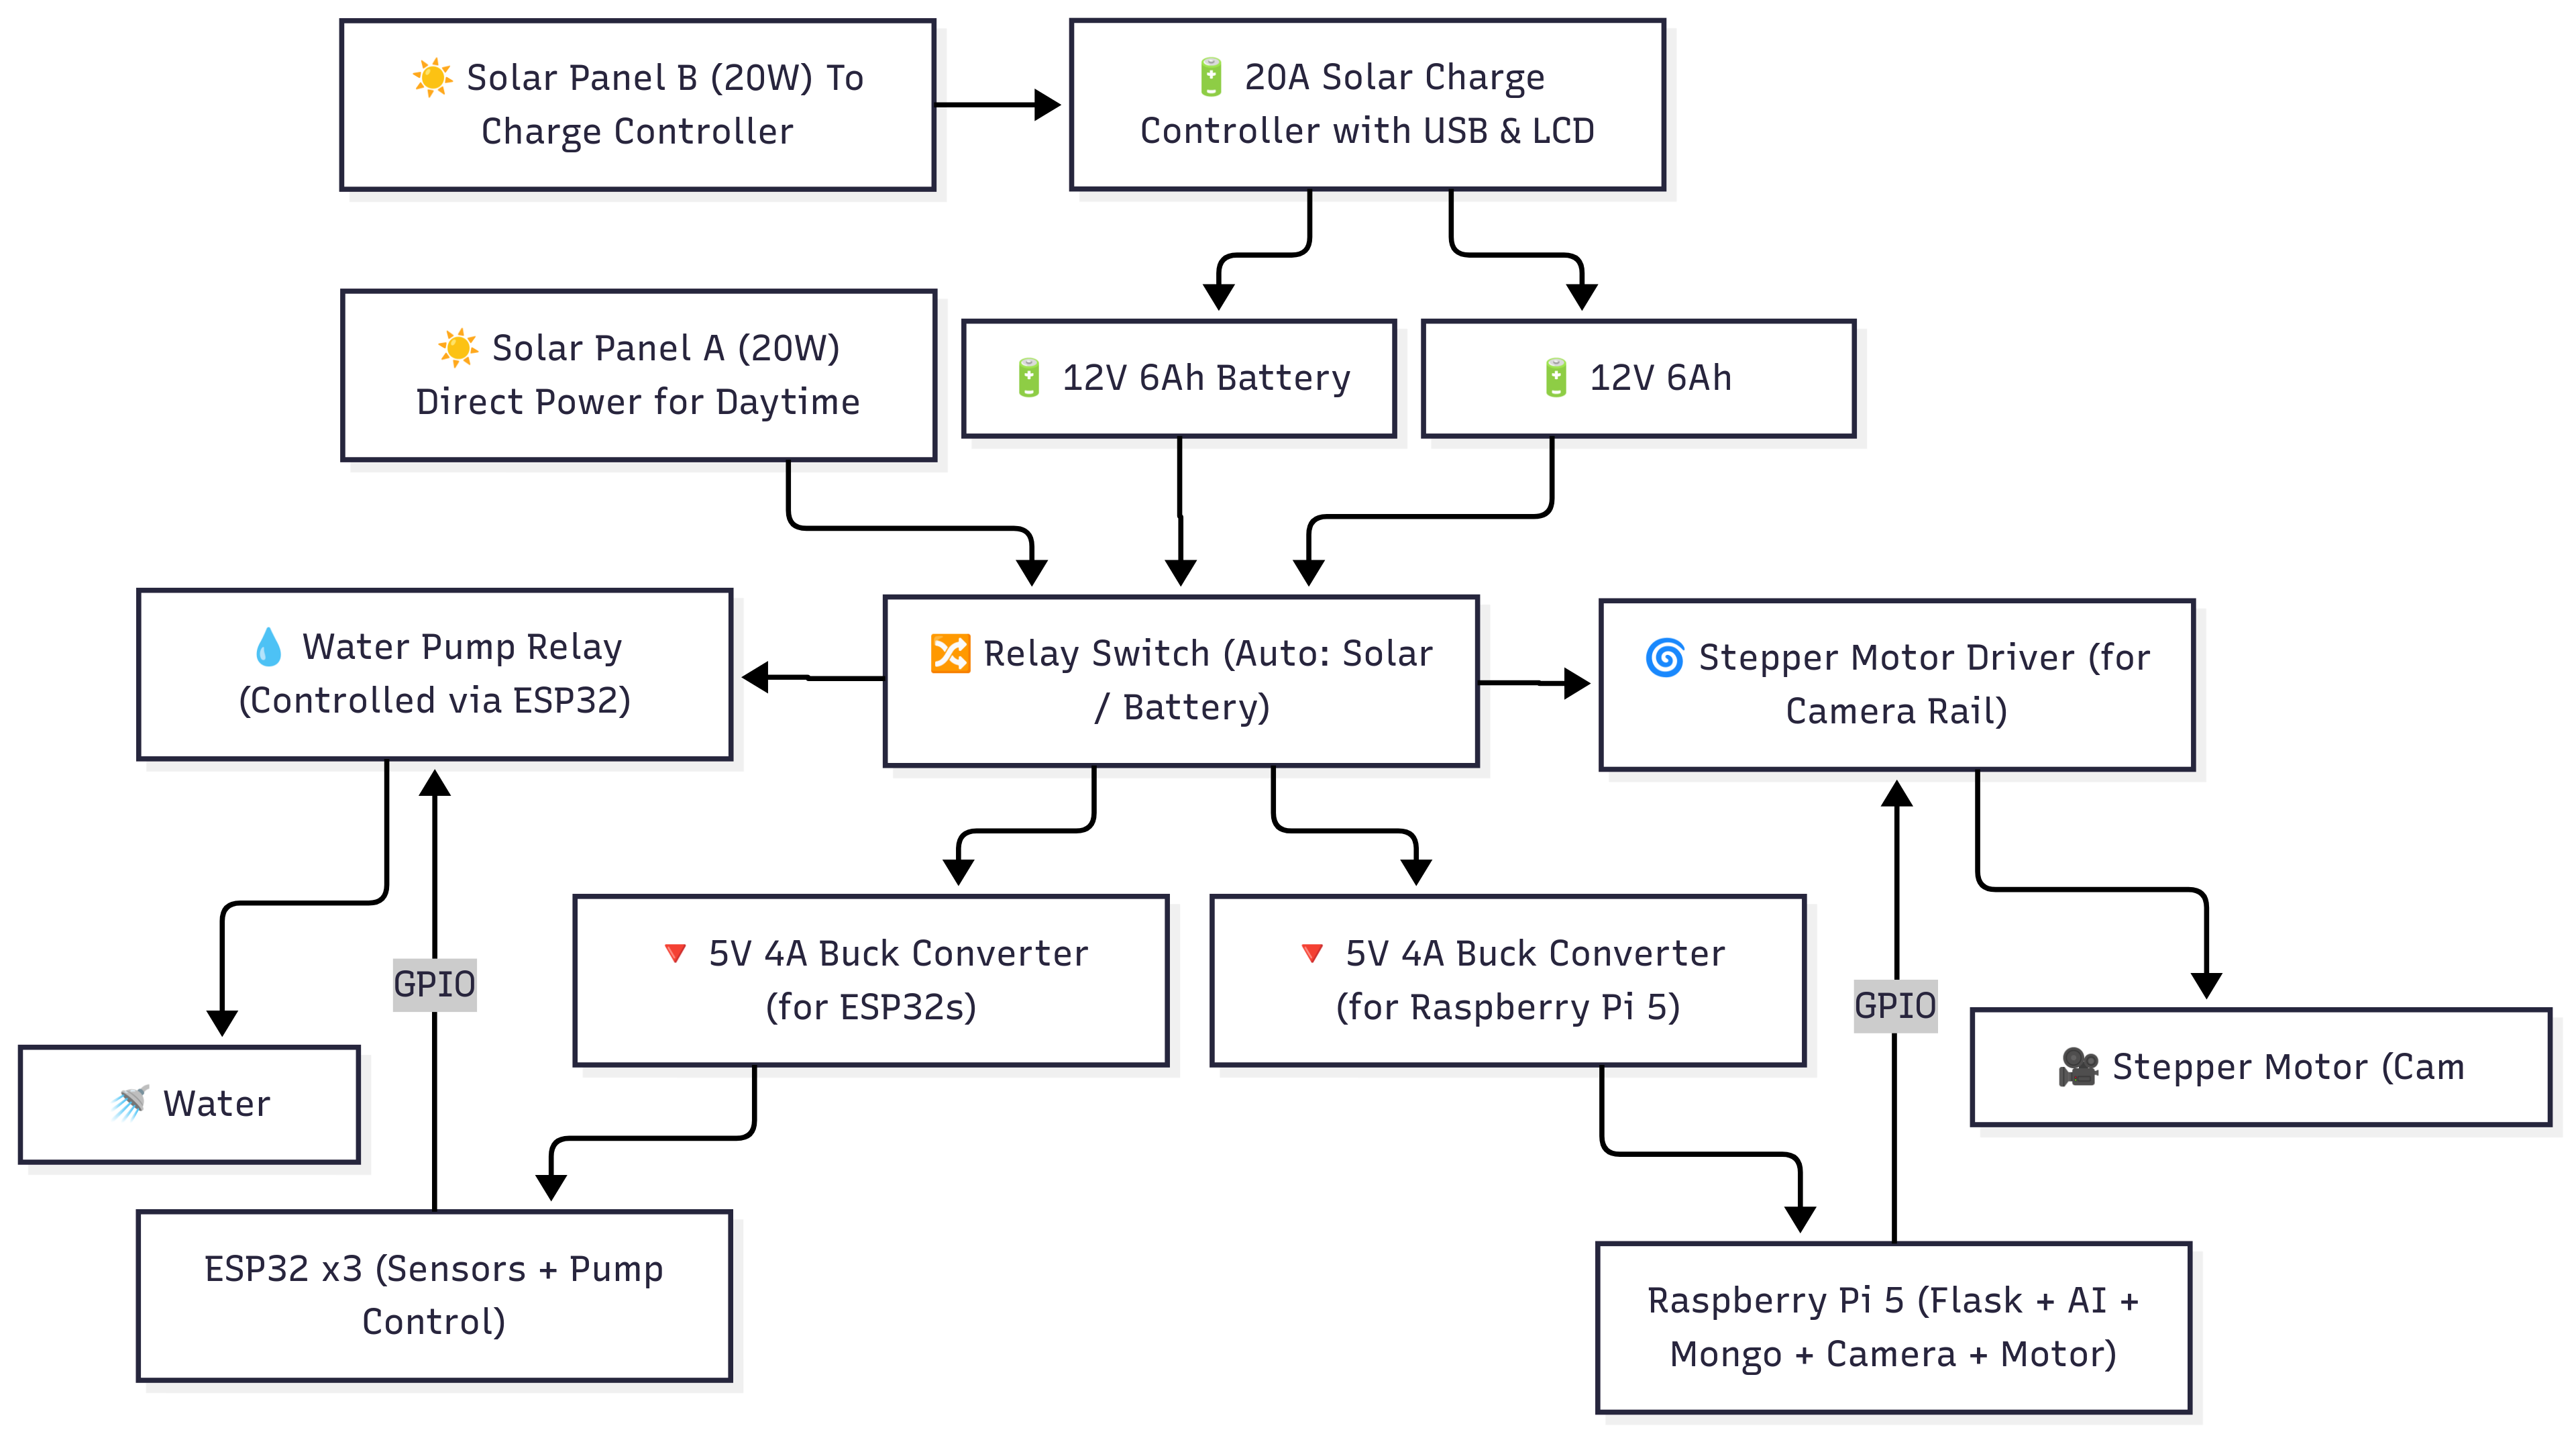 ☀️ Solar Panel B (20W) To
Charge Controller
🔋 20A Solar Charge
Controller with USB & LCD
☀️ Solar Panel A (20W)
Direct Power for Daytime
🔋 12V 6Ah Battery
🔋 12V 6Ah
💧 Water Pump Relay
(Controlled via ESP32)
🔀 Relay Switch (Auto: Solar
/ Battery)
🌀 Stepper Motor Driver (for
Camera Rail)
GPIO
🔻 5V 4A Buck Converter
(for ESP32s)
🔻 5V 4A Buck Converter
(for Raspberry Pi 5)
GPIO
🚿 Water
🎥 Stepper Motor (Cam
ESP32 x3 (Sensors + Pump
Control)
Raspberry Pi 5 (Flask + AI +
Mongo + Camera + Motor)